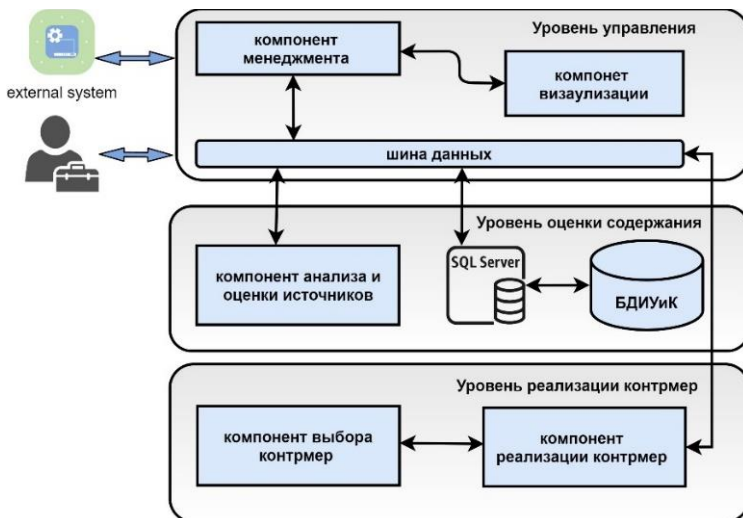 Уровень управления
компонент
менеджмента
компонет
визаулизации
external system
шина данных
Уровень оценки содержания
компонент анализа и
оценки источников
SQL Server
БДИУиК
Уровень реализации контрмер
компонент выбора
контрмер
компонент
реализации контрмер